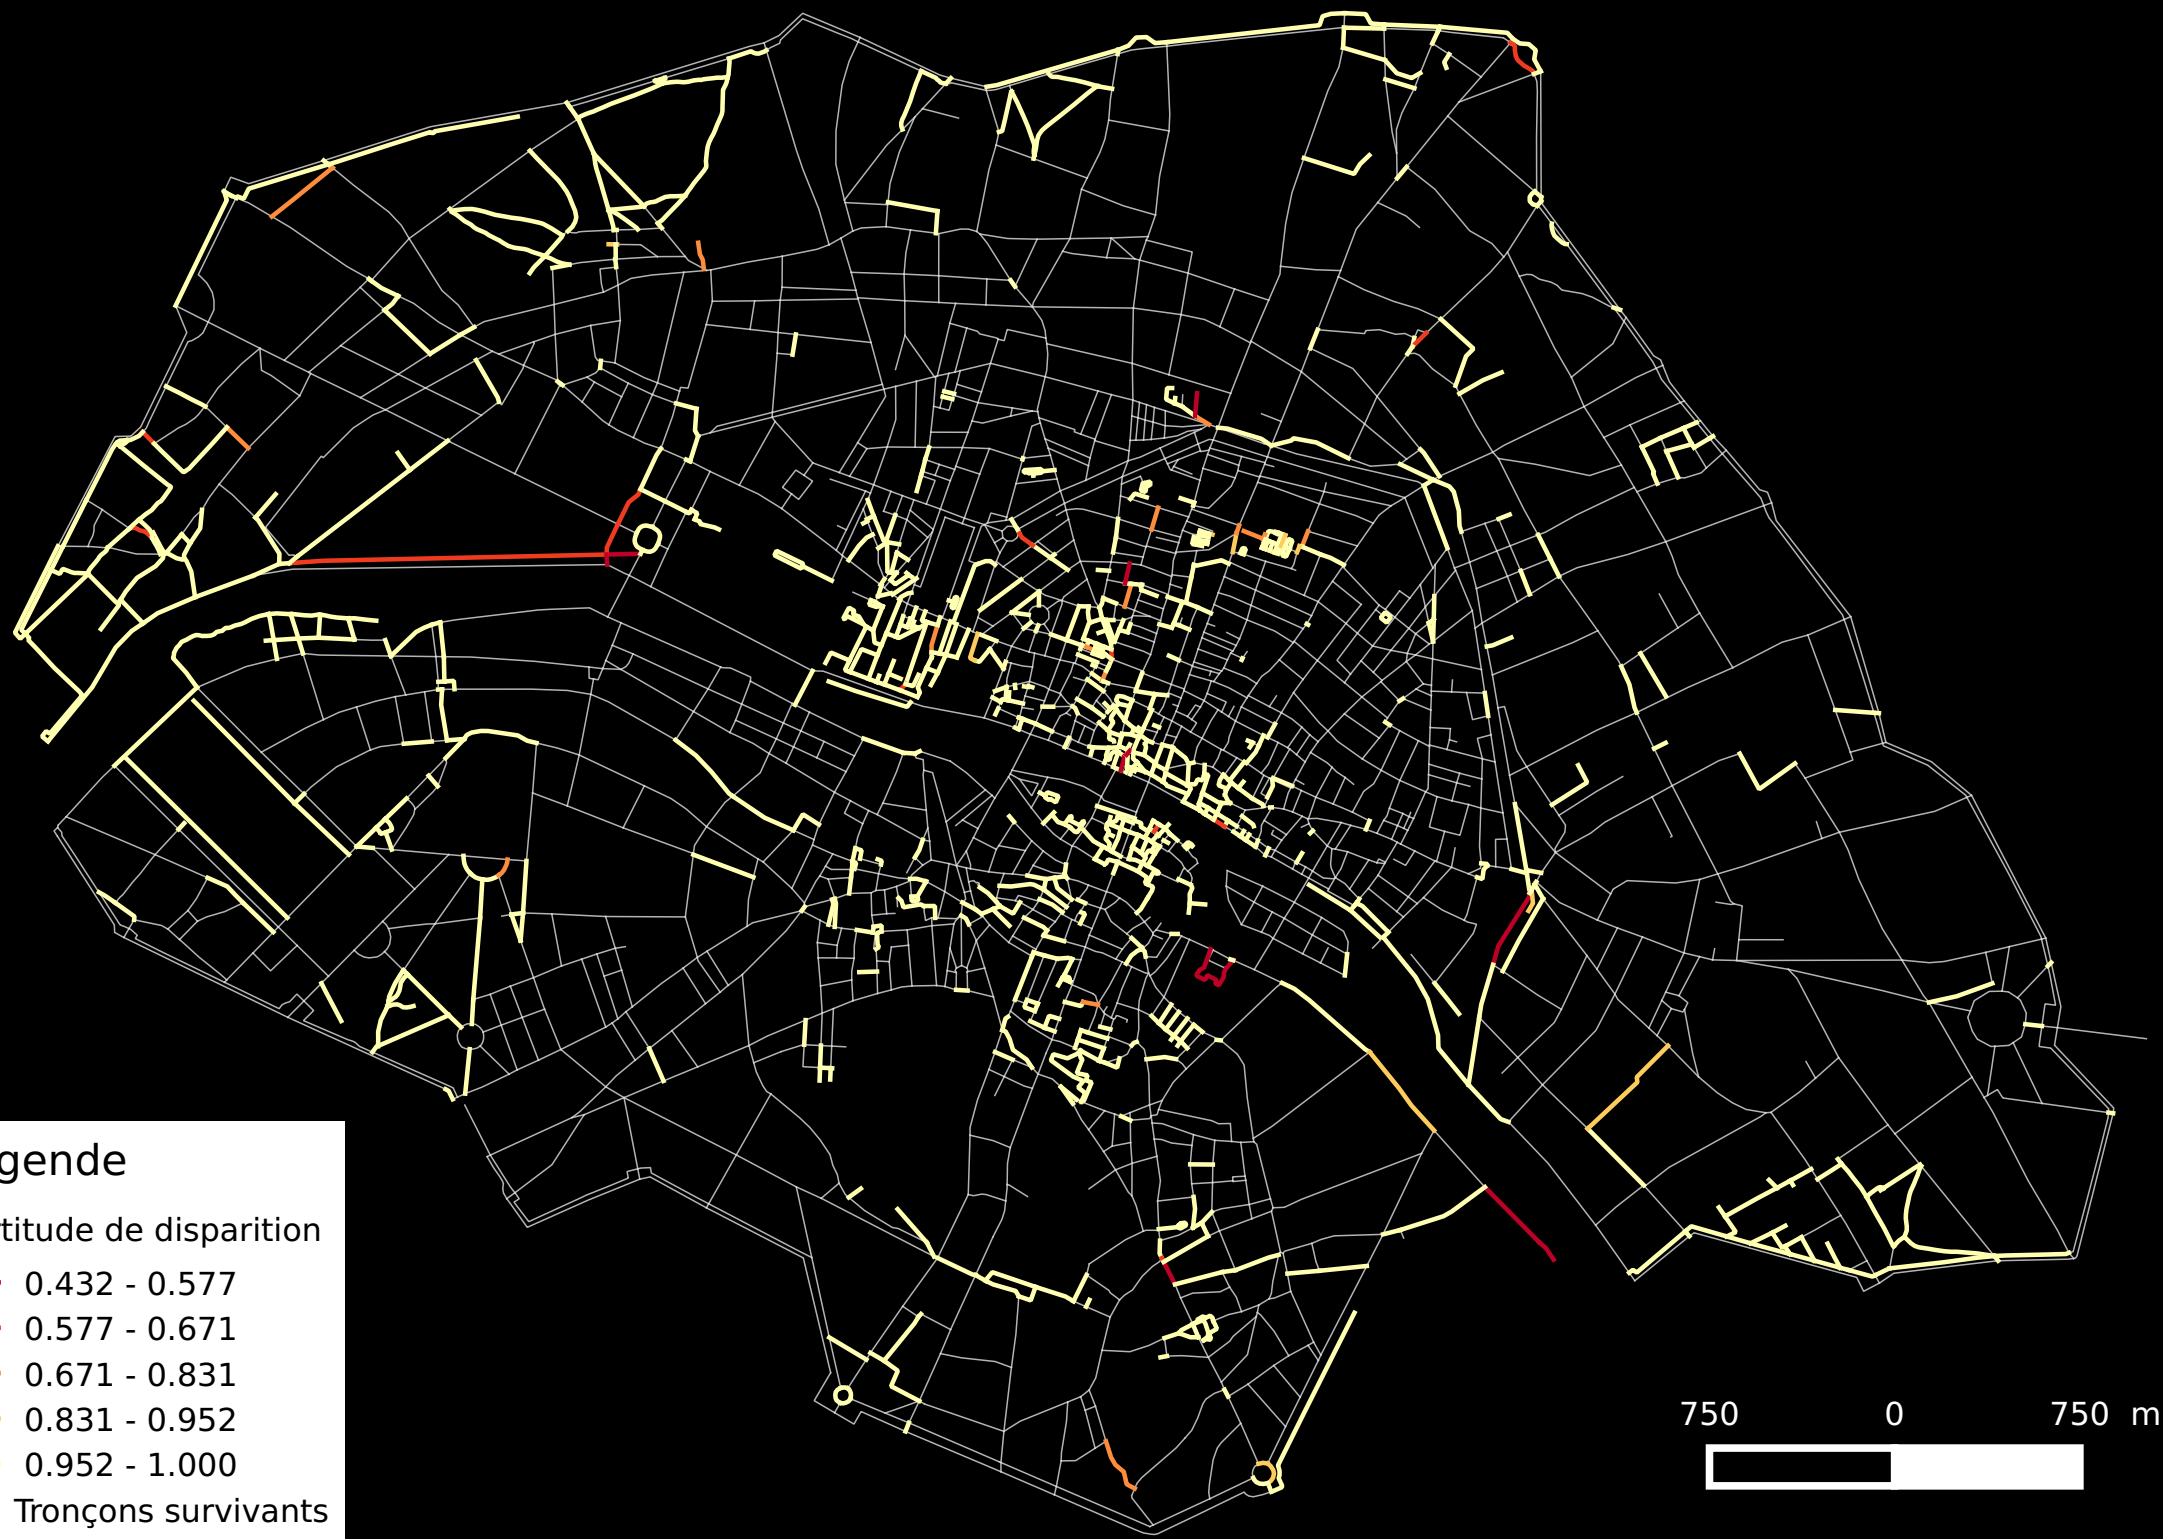 gende
titude de disparition
0.432 - 0.577
0.577 - 0.671
0.671 - 0.831
0.831 - 0.952
0.952 - 1.000
Tronçons survivants
750 0 750 m